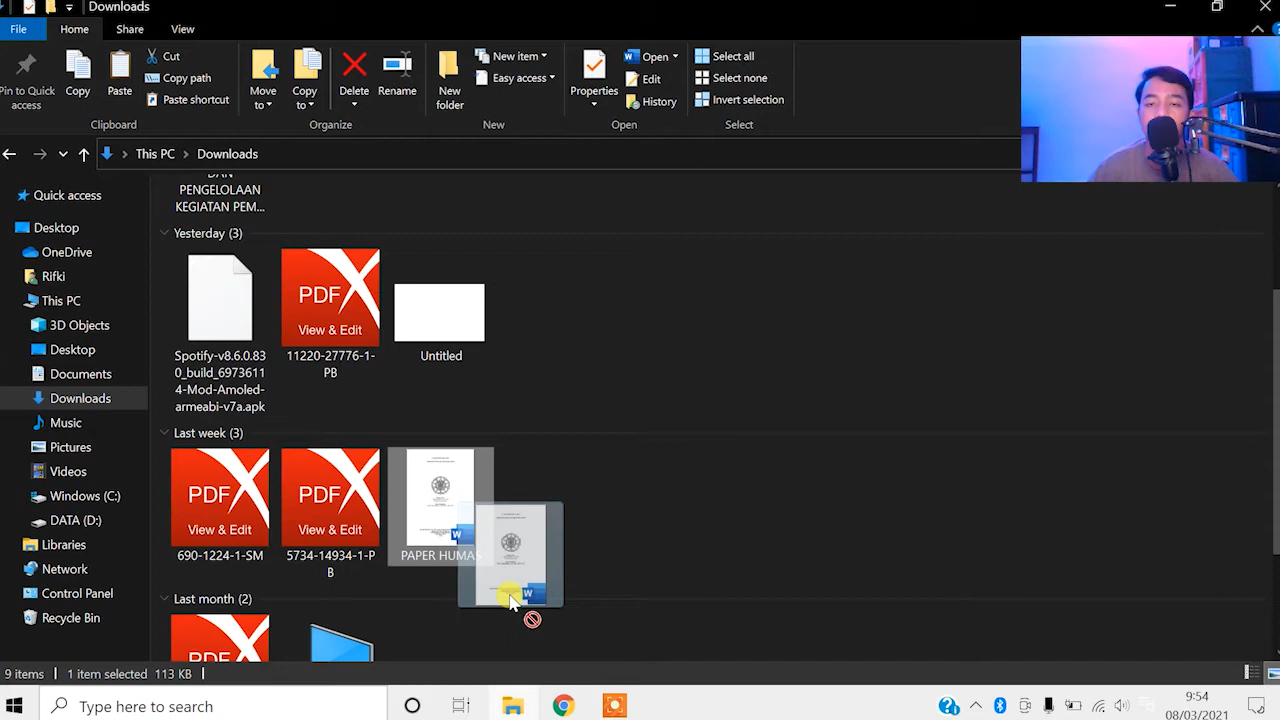 Downloads
File
Home
Share
View
Pin to Quick
access
Copy
Paste
Cut
Copy path
Paste shortcut
Clipboard
Move
to
Copy
to
Delete
Rename
Organize
New
folder
New item
Easy access
New
Properties
Open
Edit
History
Open
Select all
Select none
Invert selection
Select
This PC
Downloads
Quick access
Desktop
OneDrive
Rifki
This PC
3D Objects
Desktop
Documents
Downloads
Music
Pictures
Videos
Windows (C:)
DATA (D:)
Libraries
Network
Control Panel
Recycle Bin
DAN
PENGELOLAAN
KEGIATAN PEM...
Yesterday (3)
PDF
View & Edit
Spotify-v8.6.0.83
0_build_6973611
4-Mod-Amoled-
armeabi-v7a.apk
11220-27776-1-
PB
Untitled
Last week (3)
PDF
View & Edit
PDF
View & Edit
W
W
690-1224-1-SM
5734-14934-1-P
B
PAPER HUMAS
Last month (2)
PDF
9 items
1 item selected
113 KB
Type here to search
9:54
08/03/2021